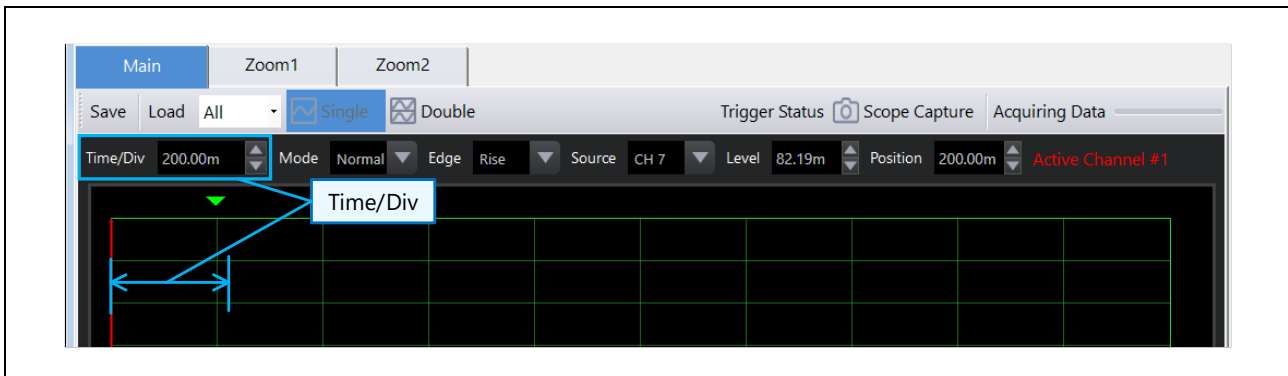 Main Zoom1 Zoom2
Save Load All Single Double Trigger Status Scope Capture Acquiring Data
Time/Div 200.00m Mode Normal Edge Rise Source CH 7 Level 82.19m Position 200.00m Active Channel #1
Time/Div